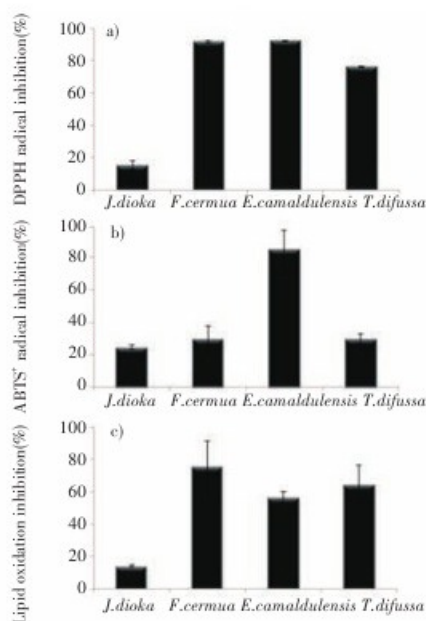 DPPH radical inhibition(%)
a)
100
80
60
40
20
0
J.dioka F.cermua E.camaldulensis T.difussa
ABTS+ radical inhibition(%)
b)
100
80
60
40
20
0
J.dioka F.cermua E.camaldulensis T.difussa
Lipid oxidation inhibition(%)
c)
100
80
60
40
20
0
J.dioka F.cermua E.camaldulensis T.difussa